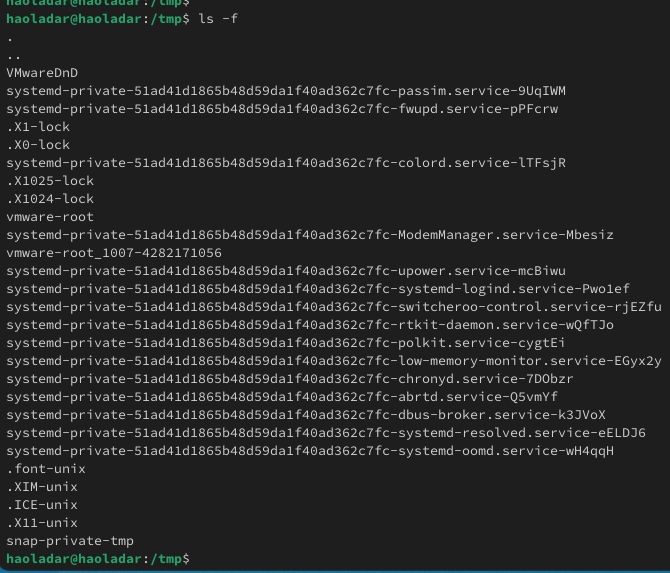 haoladar@haoladar:/tmp$
haoladar@haoladar:/tmp$ ls -f
.
..
VMwareDnD
systemd-private-51ad41d1865b48d59da1f40ad362c7fc-passim.service-9UqIWM
systemd-private-51ad41d1865b48d59da1f40ad362c7fc-fwupd.service-pPFcrw
.X1-lock
.X0-lock
systemd-private-51ad41d1865b48d59da1f40ad362c7fc-colord.service-lTFsjR
.X1025-lock
.X1024-lock
vmware-root
systemd-private-51ad41d1865b48d59da1f40ad362c7fc-ModemManager.service-Mbesiz
vmware-root_1007-4282171056
systemd-private-51ad41d1865b48d59da1f40ad362c7fc-upower.service-mcBiwu
systemd-private-51ad41d1865b48d59da1f40ad362c7fc-systemd-logind.service-Pwo1ef
systemd-private-51ad41d1865b48d59da1f40ad362c7fc-switcheroo-control.service-rjEZfu
systemd-private-51ad41d1865b48d59da1f40ad362c7fc-rtkit-daemon.service-wQfTJo
systemd-private-51ad41d1865b48d59da1f40ad362c7fc-polkit.service-cygtEi
systemd-private-51ad41d1865b48d59da1f40ad362c7fc-low-memory-monitor.service-EGyx2y
systemd-private-51ad41d1865b48d59da1f40ad362c7fc-chronyd.service-7DObzr
systemd-private-51ad41d1865b48d59da1f40ad362c7fc-abrtd.service-Q5vmYf
systemd-private-51ad41d1865b48d59da1f40ad362c7fc-dbus-broker.service-k3JVoX
systemd-private-51ad41d1865b48d59da1f40ad362c7fc-systemd-resolved.service-eELDJ6
systemd-private-51ad41d1865b48d59da1f40ad362c7fc-systemd-oomd.service-wH4qqH
.font-unix
.XIM-unix
.ICE-unix
.X11-unix
snap-private-tmp
haoladar@haoladar:/tmp$